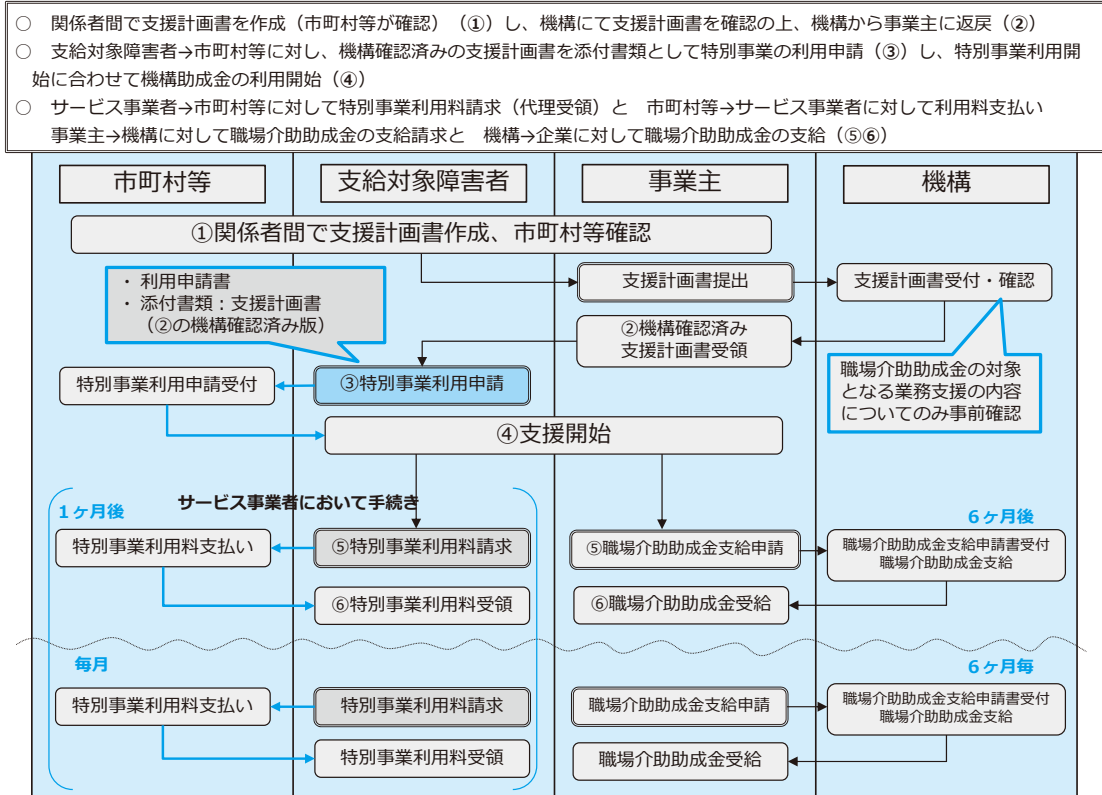 ○　関係者間で支援計画書を作成（市町村等が確認）（①）し、機構にて支援計画書を確認の上、機構から事業主に返戻（②）
○　支給対象障害者→市町村等に対し、機構確認済みの支援計画書を添付書類として特別事業の利用申請（③）し、特別事業利用開
始に合わせて機構助成金の利用開始（④）
○　サービス事業者→市町村等に対して特別事業利用料請求（代理受領）と　市町村等→サービス事業者に対して利用料支払い
事業主→機構に対して職場介助助成金の支給請求と　機構→企業に対して職場介助助成金の支給（⑤⑥）
市町村等
支給対象障害者
事業主
機構
①関係者間で支援計画書作成、市町村等確認
・ 利用申請書
・ 添付書類：支援計画書
（②の機構確認済み版）
支援計画書提出
支援計画書受付・確認
②機構確認済み
支援計画書受領
職場介助助成金の対象
となる業務支援の内容
についてのみ事前確認
特別事業利用申請受付
③特別事業利用申請
④支援開始
サービス事業者において手続き
1ヶ月後
6ヶ月後
特別事業利用料支払い
⑤特別事業利用料請求
⑤職場介助助成金支給申請
職場介助助成金支給申請書受付
職場介助助成金支給
⑥特別事業利用料受領
⑥職場介助助成金受給
毎月
6ヶ月毎
特別事業利用料支払い
特別事業利用料請求
職場介助助成金支給申請
職場介助助成金支給申請書受付
職場介助助成金支給
特別事業利用料受領
職場介助助成金受給